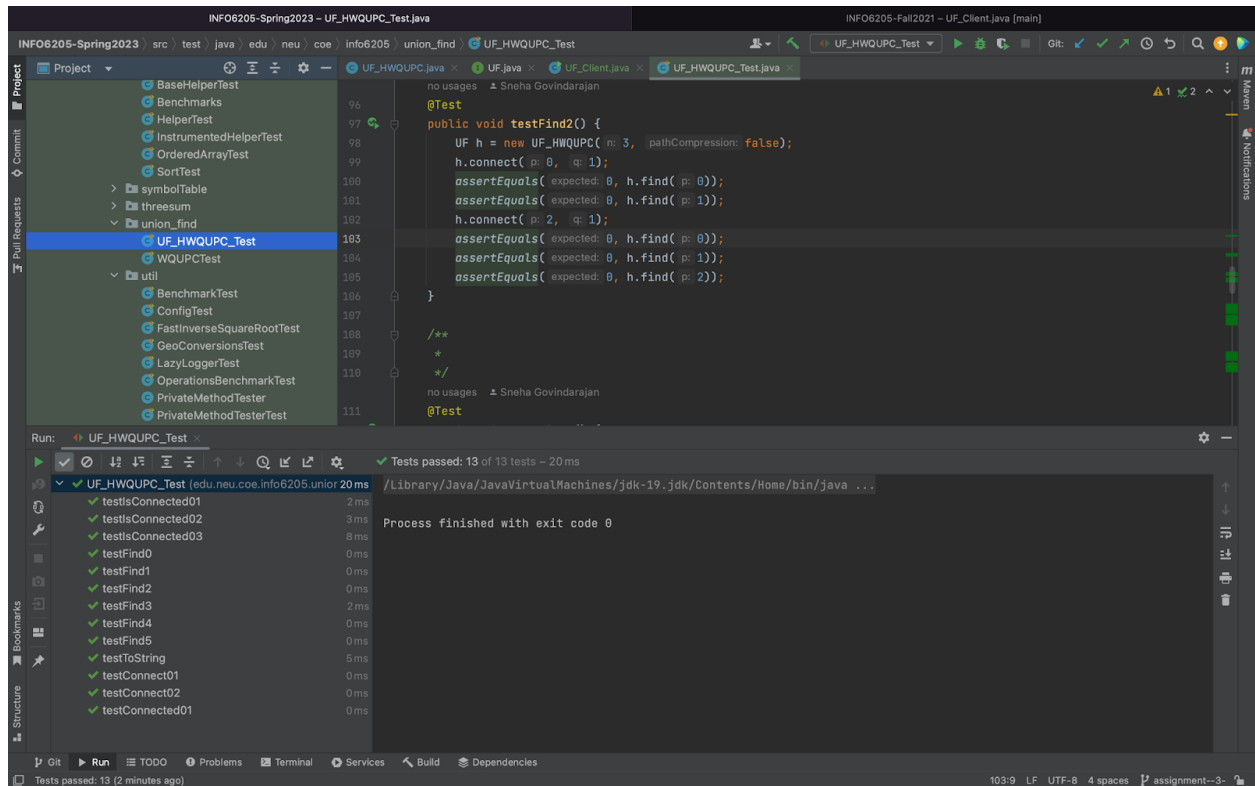 INFO6205-Spring2023 – UF_HWQUPC_Test.java
INFO6205-Fall2021 – UF_Client.java [main]
INFO6205-Spring2023 〉 src 〉 test 〉 java 〉 edu 〉 neu 〉 coe 〉 info6205 〉 union_find 〉 UF_HWQUPC_Test
UF_HWQUPC_Test
Git:
Project
UF_HWQUPC.java
UF.java
UF_Client.java
UF_HWQUPC_Test.java
BaseHelperTest
Benchmarks
HelperTest
InstrumentedHelperTest
OrderedArrayTest
SortTest
symbolTable
threesum
union_find
UF_HWQUPC_Test
WQUPCTest
util
BenchmarkTest
ConfigTest
FastInverseSquareRootTest
GeoConversionsTest
LazyLoggerTest
OperationsBenchmarkTest
PrivateMethodTester
PrivateMethodTesterTest
no usages Sneha Govindarajan
1 2
96 @Test
97 public void testFind2() {
98 UF h = new UF_HWQUPC( n: 3, pathCompression: false);
99 h.connect( p: 0, q: 1);
100 assertEquals( expected: 0, h.find( p: 0));
101 assertEquals( expected: 0, h.find( p: 1));
102 h.connect( p: 2, q: 1);
103 assertEquals( expected: 0, h.find( p: 0));
104 assertEquals( expected: 0, h.find( p: 1));
105 assertEquals( expected: 0, h.find( p: 2));
106 }
107
108 /**
109 *
110 */
no usages Sneha Govindarajan
111 @Test
Project
Commit
Pull Requests
Bookmarks
Structure
m
Maven
Notifications
Run: UF_HWQUPC_Test
Tests passed: 13 of 13 tests – 20 ms
UF_HWQUPC_Test (edu.neu.coe.info6205.union 20 ms
testIsConnected01 2 ms
testIsConnected02 3 ms
testIsConnected03 8 ms
testFind0 0 ms
testFind1 0 ms
testFind2 0 ms
testFind3 2 ms
testFind4 0 ms
testFind5 0 ms
testToString 5 ms
testConnect01 0 ms
testConnect02 0 ms
testConnected01 0 ms
/Library/Java/JavaVirtualMachines/jdk-19.jdk/Contents/Home/bin/java ...
Process finished with exit code 0
Git
Run
TODO
Problems
Terminal
Services
Build
Dependencies
Tests passed: 13 (2 minutes ago)
103:9 LF UTF-8 4 spaces assignment--3-